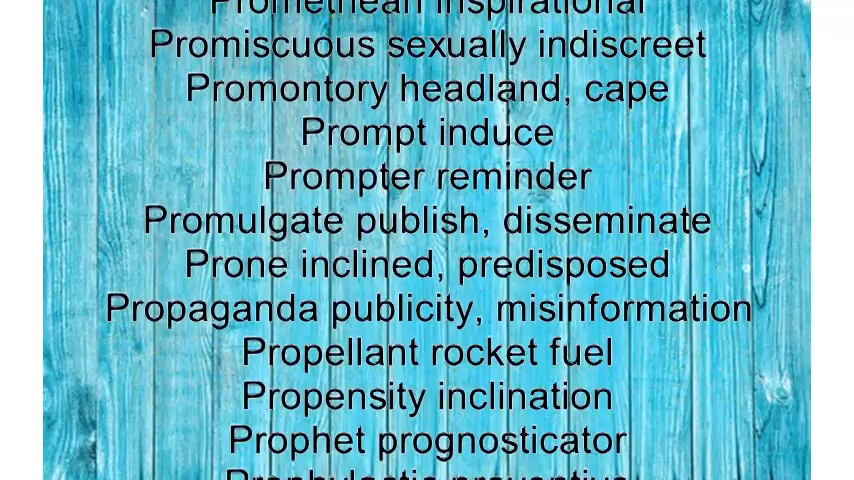 Promethean inspirational
Promiscuous sexually indiscreet
Promontory headland, cape
Prompt induce
Prompter reminder
Promulgate publish, disseminate
Prone inclined, predisposed
Propaganda publicity, misinformation
Propellant rocket fuel
Propensity inclination
Prophet prognosticator
Prophylactic preventive